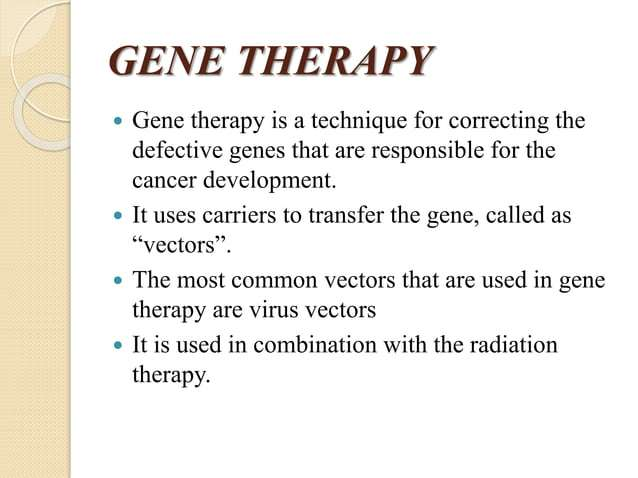 GENE THERAPY
• Gene therapy is a technique for correcting the
defective genes that are responsible for the
cancer development.
• It uses carriers to transfer the gene, called as
“vectors”.
• The most common vectors that are used in gene
therapy are virus vectors
• It is used in combination with the radiation
therapy.